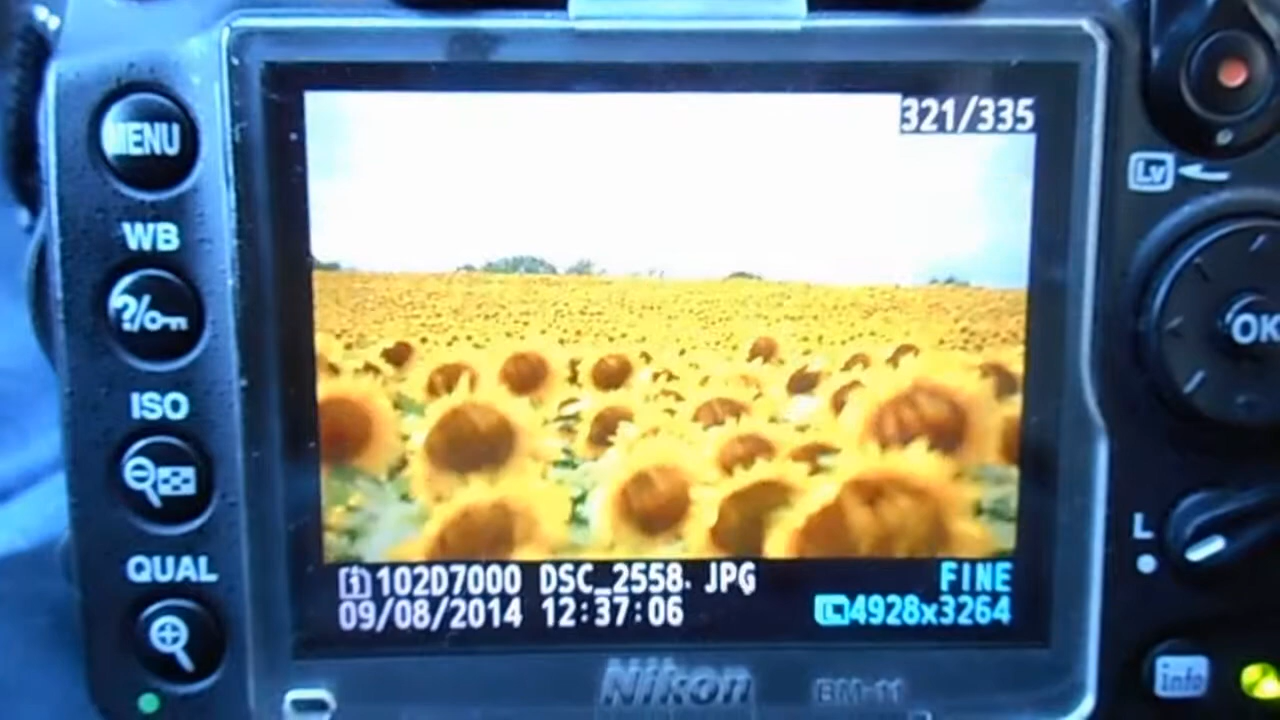 MENU
WB
?/
ISO
QUAL
321/335
1 102D7000 DSC_2558. JPG FINE
09/08/2014 12:37:06 L 4928x3264
Nikon BM-11
Lv
OK
L
info